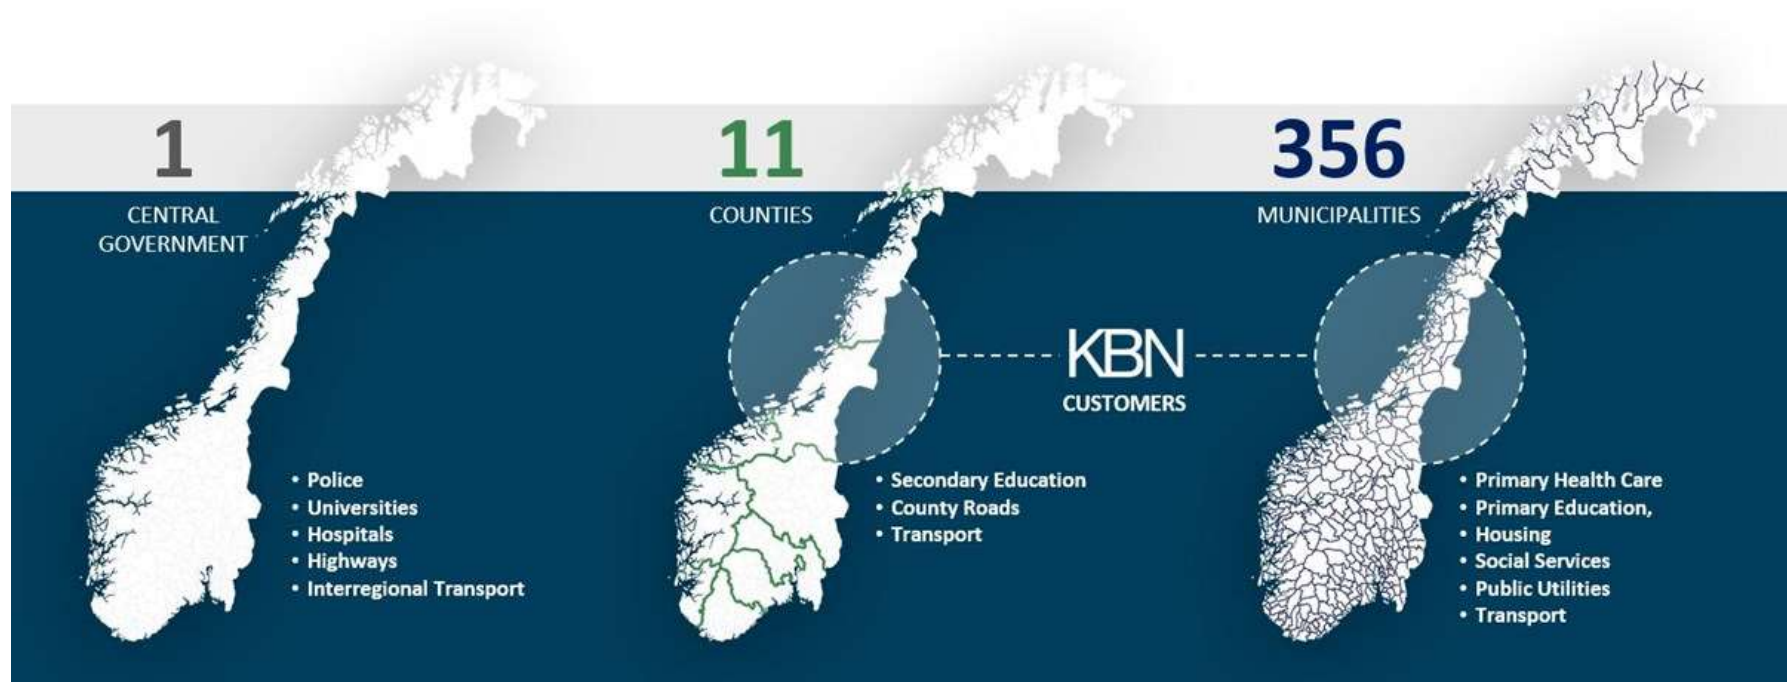 1
CENTRAL
GOVERNMENT
• Police
• Universities
• Hospitals
• Highways
• Interregional Transport
11
COUNTIES
• Secondary Education
• County Roads
• Transport
KBN
CUSTOMERS
356
MUNICIPALITIES
• Primary Health Care
• Primary Education,
• Housing
• Social Services
• Public Utilities
• Transport